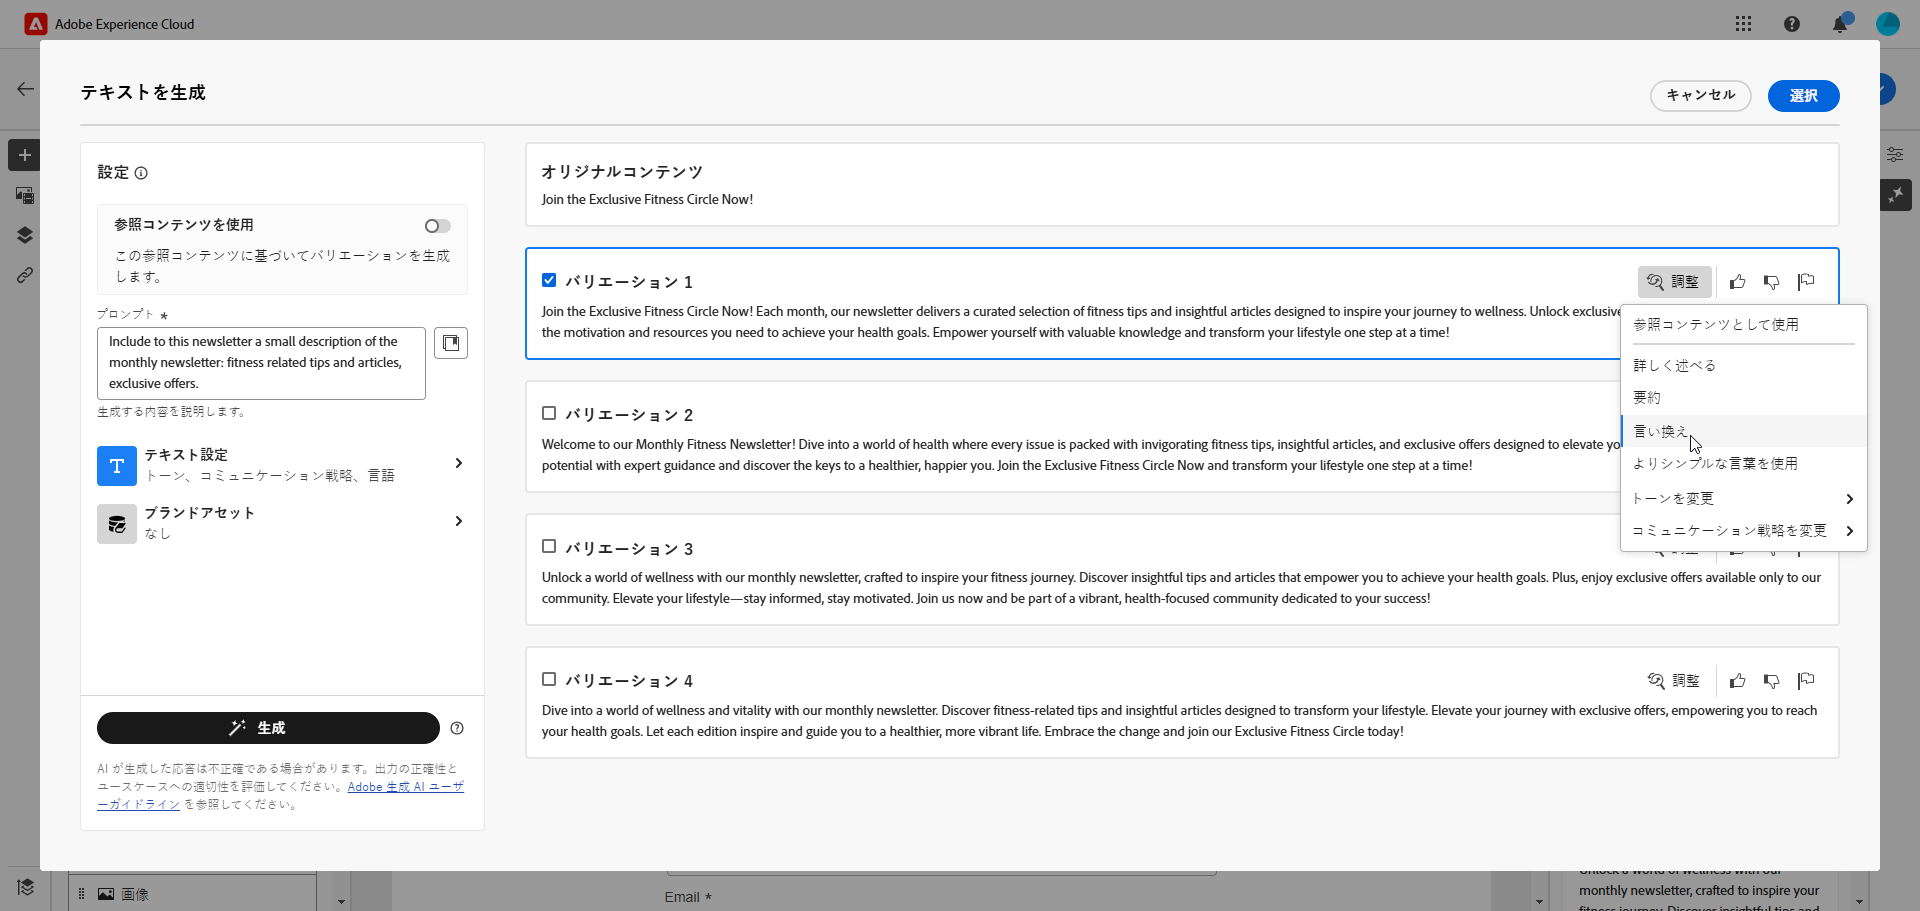 Adobe Experience Cloud
テキストを生成
キャンセル
選択
設定
参照コンテンツを使用
この参照コンテンツに基づいてバリエーションを生成
します。
プロンプト *
Include to this newsletter a small description of the
monthly newsletter: fitness related tips and articles,
exclusive offers.
生成する内容を説明します。
テキスト設定
トーン、コミュニケーション戦略、言語
ブランドアセット
なし
生成
AI が生成した応答は不正確である場合があります。出力の正確性と
ユースケースへの適切性を評価してください。Adobe 生成 AI ユーザ
ーガイドライン を参照してください。
オリジナルコンテンツ
Join the Exclusive Fitness Circle Now!
バリエーション 1
調整
Join the Exclusive Fitness Circle Now! Each month, our newsletter delivers a curated selection of fitness tips and insightful articles designed to inspire your journey to wellness. Unlock exclusive
the motivation and resources you need to achieve your health goals. Empower yourself with valuable knowledge and transform your lifestyle one step at a time!
参照コンテンツとして使用
詳しく述べる
要約
言い換え
よりシンプルな言葉を使用
トーンを変更
コミュニケーション戦略を変更
バリエーション 2
Welcome to our Monthly Fitness Newsletter! Dive into a world of health where every issue is packed with invigorating fitness tips, insightful articles, and exclusive offers designed to elevate yo
potential with expert guidance and discover the keys to a healthier, happier you. Join the Exclusive Fitness Circle Now and transform your lifestyle one step at a time!
バリエーション 3
Unlock a world of wellness with our monthly newsletter, crafted to inspire your fitness journey. Discover insightful tips and articles that empower you to achieve your health goals. Plus, enjoy exclusive offers available only to our
community. Elevate your lifestyle—stay informed, stay motivated. Join us now and be part of a vibrant, health-focused community dedicated to your success!
バリエーション 4
調整
Dive into a world of wellness and vitality with our monthly newsletter. Discover fitness-related tips and insightful articles designed to transform your lifestyle. Elevate your journey with exclusive offers, empowering you to reach
your health goals. Let each edition inspire and guide you to a healthier, more vibrant life. Embrace the change and join our Exclusive Fitness Circle today!
画像
Email *
monthly newsletter, crafted to inspire your